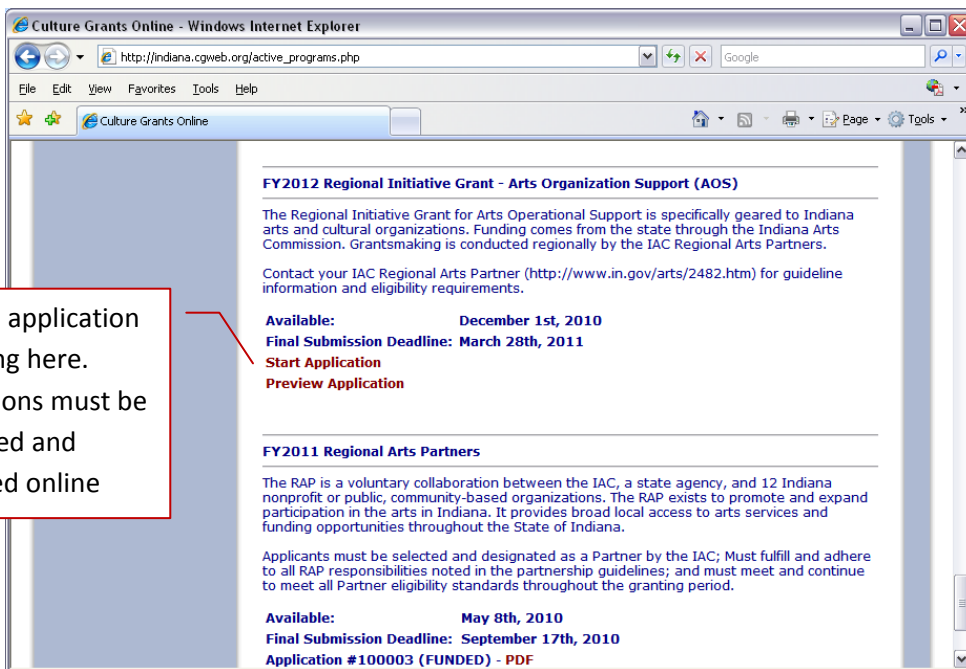 Culture Grants Online - Windows Internet Explorer
http://indiana.cgweb.org/active_programs.php
Google
File Edit View Favorites Tools Help
Culture Grants Online
Page Tools
FY2012 Regional Initiative Grant - Arts Organization Support (AOS)
The Regional Initiative Grant for Arts Operational Support is specifically geared to Indiana
arts and cultural organizations. Funding comes from the state through the Indiana Arts
Commission. Grantsmaking is conducted regionally by the IAC Regional Arts Partners.
Contact your IAC Regional Arts Partner (http://www.in.gov/arts/2482.htm) for guideline
information and eligibility requirements.
Available: December 1st, 2010
Final Submission Deadline: March 28th, 2011
Start Application
Preview Application
application
ng here.
ions must be
ed and
ed online
FY2011 Regional Arts Partners
The RAP is a voluntary collaboration between the IAC, a state agency, and 12 Indiana
nonprofit or public, community-based organizations. The RAP exists to promote and expand
participation in the arts in Indiana. It provides broad local access to arts services and
funding opportunities throughout the State of Indiana.
Applicants must be selected and designated as a Partner by the IAC; Must fulfill and adhere
to all RAP responsibilities noted in the partnership guidelines; and must meet and continue
to meet all Partner eligibility standards throughout the granting period.
Available: May 8th, 2010
Final Submission Deadline: September 17th, 2010
Application #100003 (FUNDED) - PDF